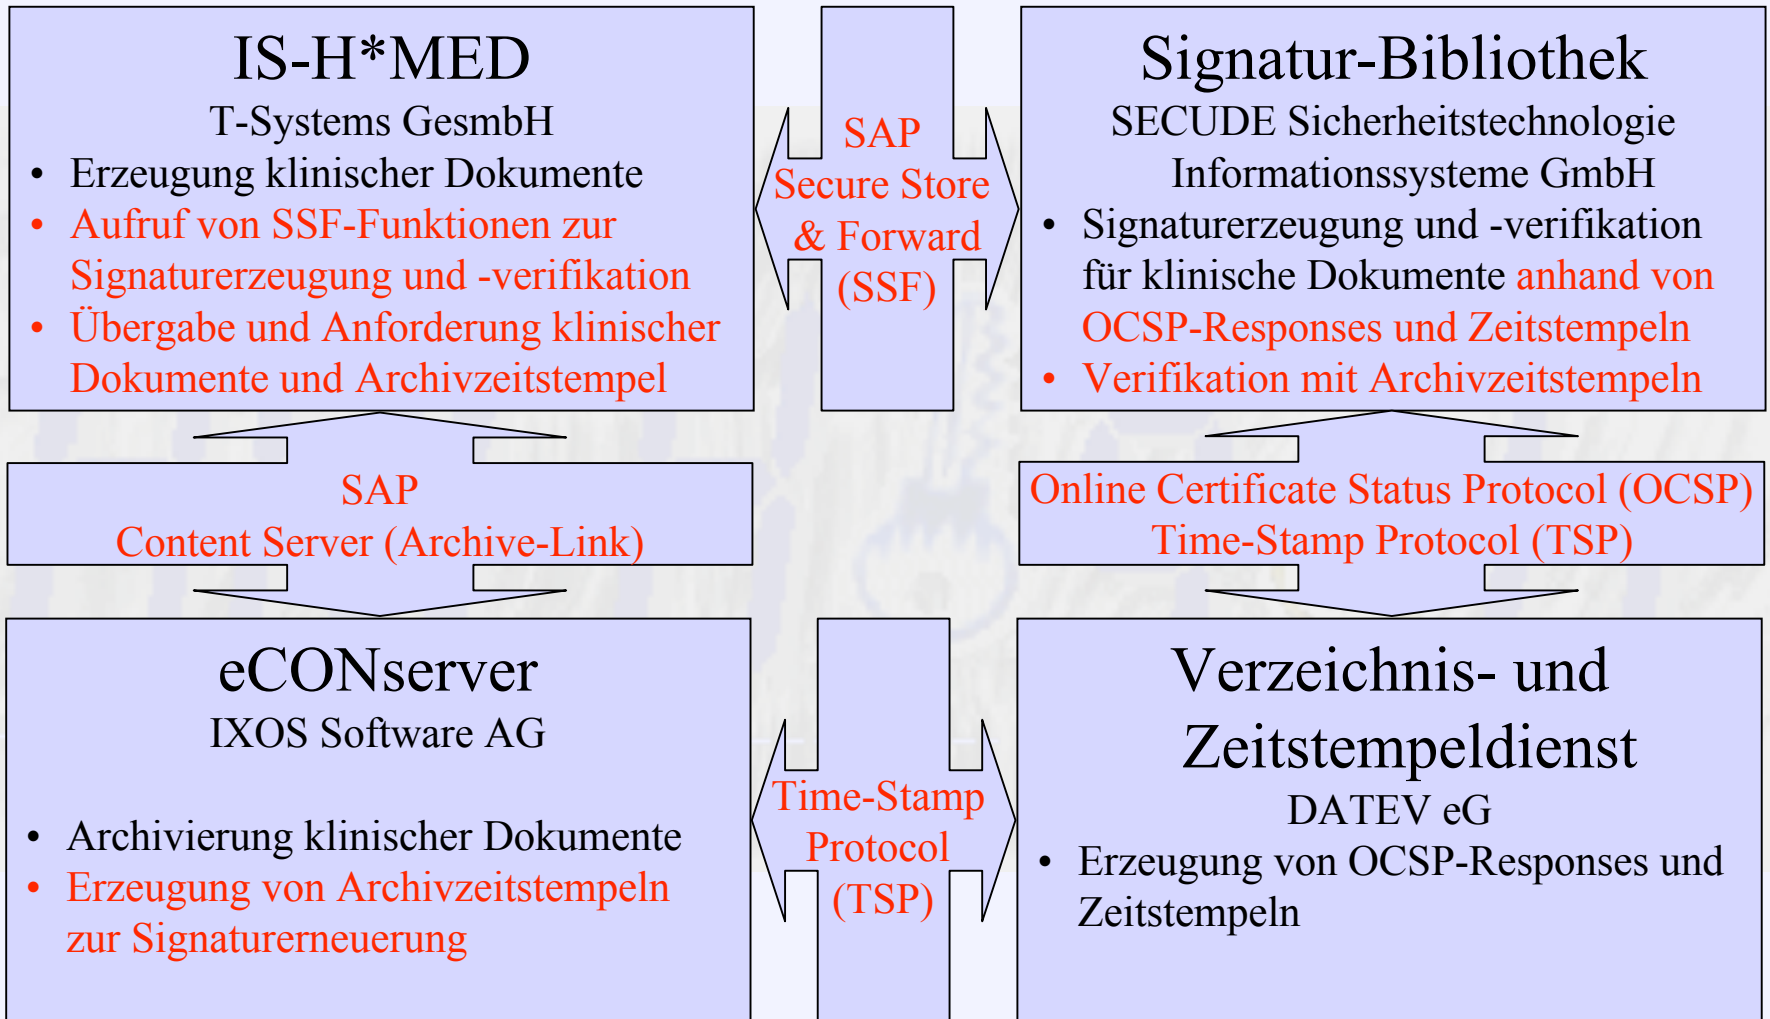 IS-H*MED
T-Systems GesmbH
• Erzeugung klinischer Dokumente
• Aufruf von SSF-Funktionen zur
Signaturerzeugung und -verifikation
• Übergabe und Anforderung klinischer
Dokumente und Archivzeitstempel
SAP
Secure Store
& Forward
(SSF)
Signatur-Bibliothek
SECUDE Sicherheitstechnologie
Informationssysteme GmbH
• Signaturerzeugung und -verifikation
für klinische Dokumente anhand von
OCSP-Responses und Zeitstempeln
• Verifikation mit Archivzeitstempeln
SAP
Content Server (Archive-Link)
Online Certificate Status Protocol (OCSP)
Time-Stamp Protocol (TSP)
eCONserver
IXOS Software AG
• Archivierung klinischer Dokumente
• Erzeugung von Archivzeitstempeln
zur Signaturerneuerung
Time-Stamp
Protocol
(TSP)
Verzeichnis- und
Zeitstempeldienst
DATEV eG
• Erzeugung von OCSP-Responses und
Zeitstempeln